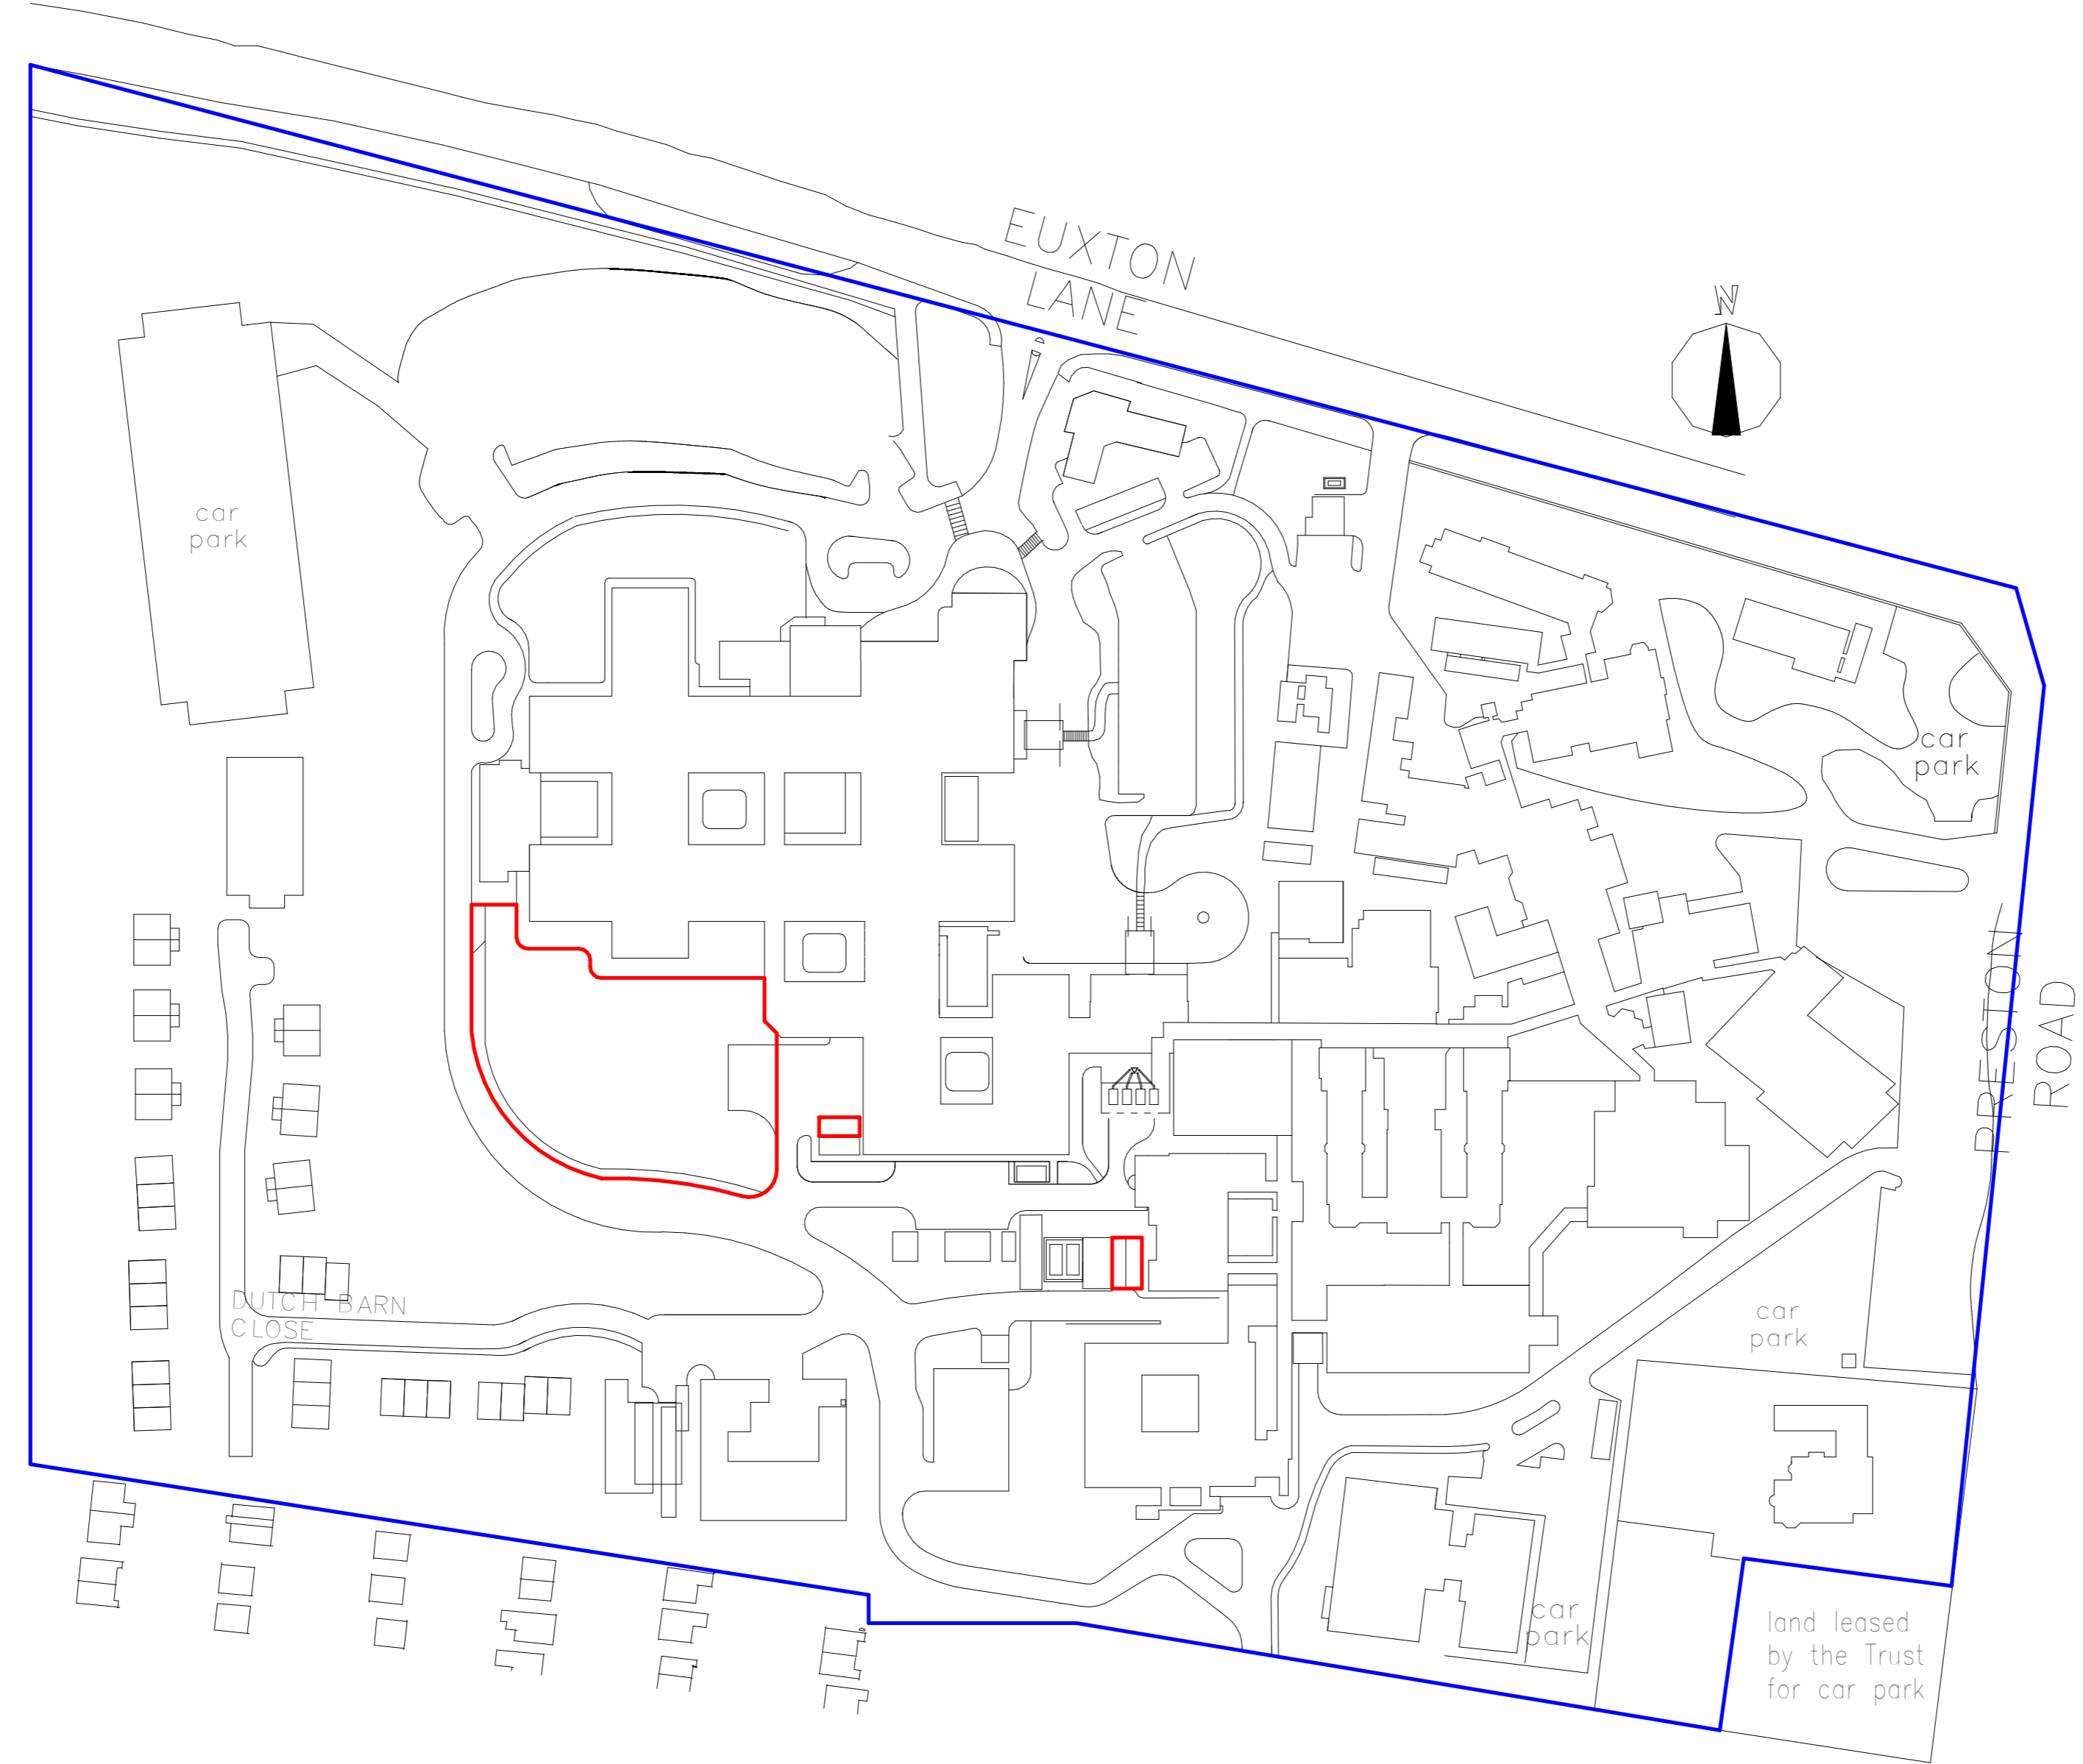 EUXTON
LANE
N
car
park
car
park
PRESTON
ROAD
DUTCH BARN
CLOSE
car
park
car
park
land leased
by the Trust
for car park